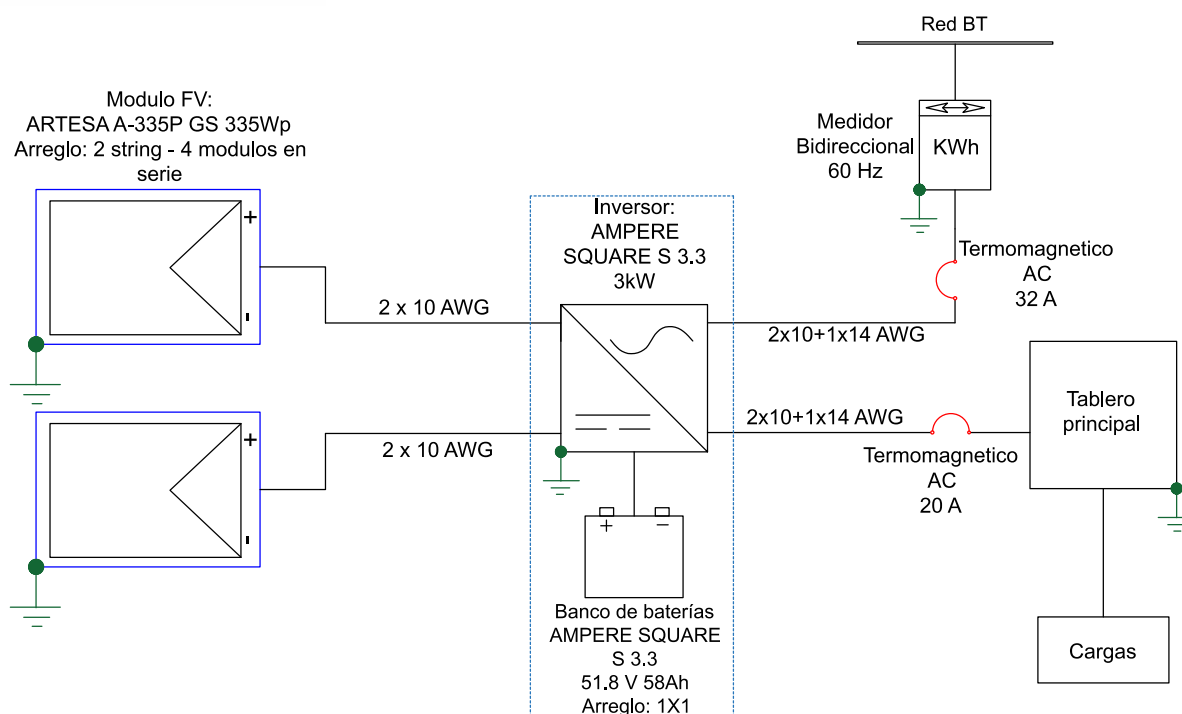 Red BT
Modulo FV:
ARTESA A-335P GS 335Wp
Arreglo: 2 string - 4 modulos en
serie
Medidor
Bidireccional
60 Hz
KWh
+
-
Inversor:
AMPERE
SQUARE S 3.3
3kW
Termomagnetico
AC
32 A
2 x 10 AWG
2x10+1x14 AWG
Tablero
principal
+
-
2 x 10 AWG
2x10+1x14 AWG
Termomagnetico
AC
20 A
+ −
Banco de baterías
AMPERE SQUARE
S 3.3
51.8 V 58Ah
Arreglo: 1X1
Cargas